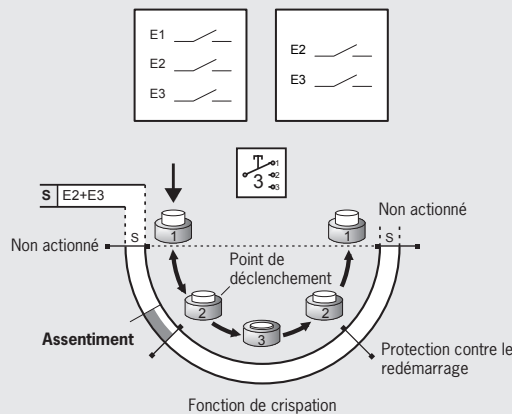 E1
E2
E3
E2
E3
1
2
3
3
S E2+E3
Non actionné
S
1
1
S
Non actionné
Point de
déclenchement
2
2
3
Assentiment
Protection contre le
redémarrage
Fonction de crispation